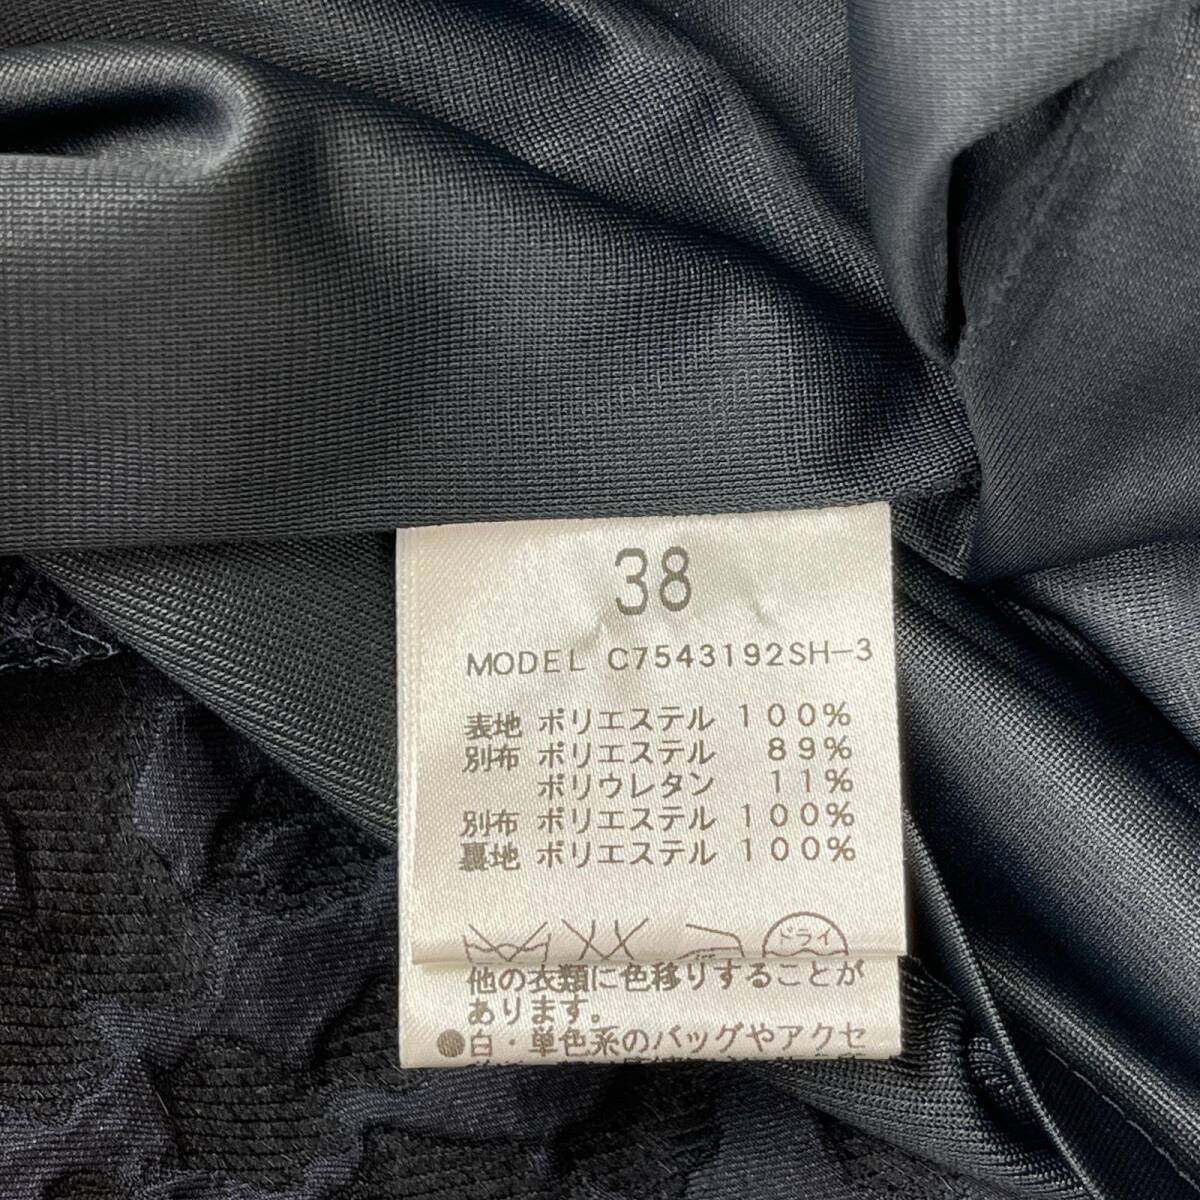 38
MODEL C7543192SH-3
表地 ポリエステル 100%
別布 ポリエステル 89%
ポリウレタン 11%
別布 ポリエステル 100%
裏地 ポリエステル 100%
ドライ
他の衣類に色移りすることが
あります。
●白・単色系のバッグやアクセ